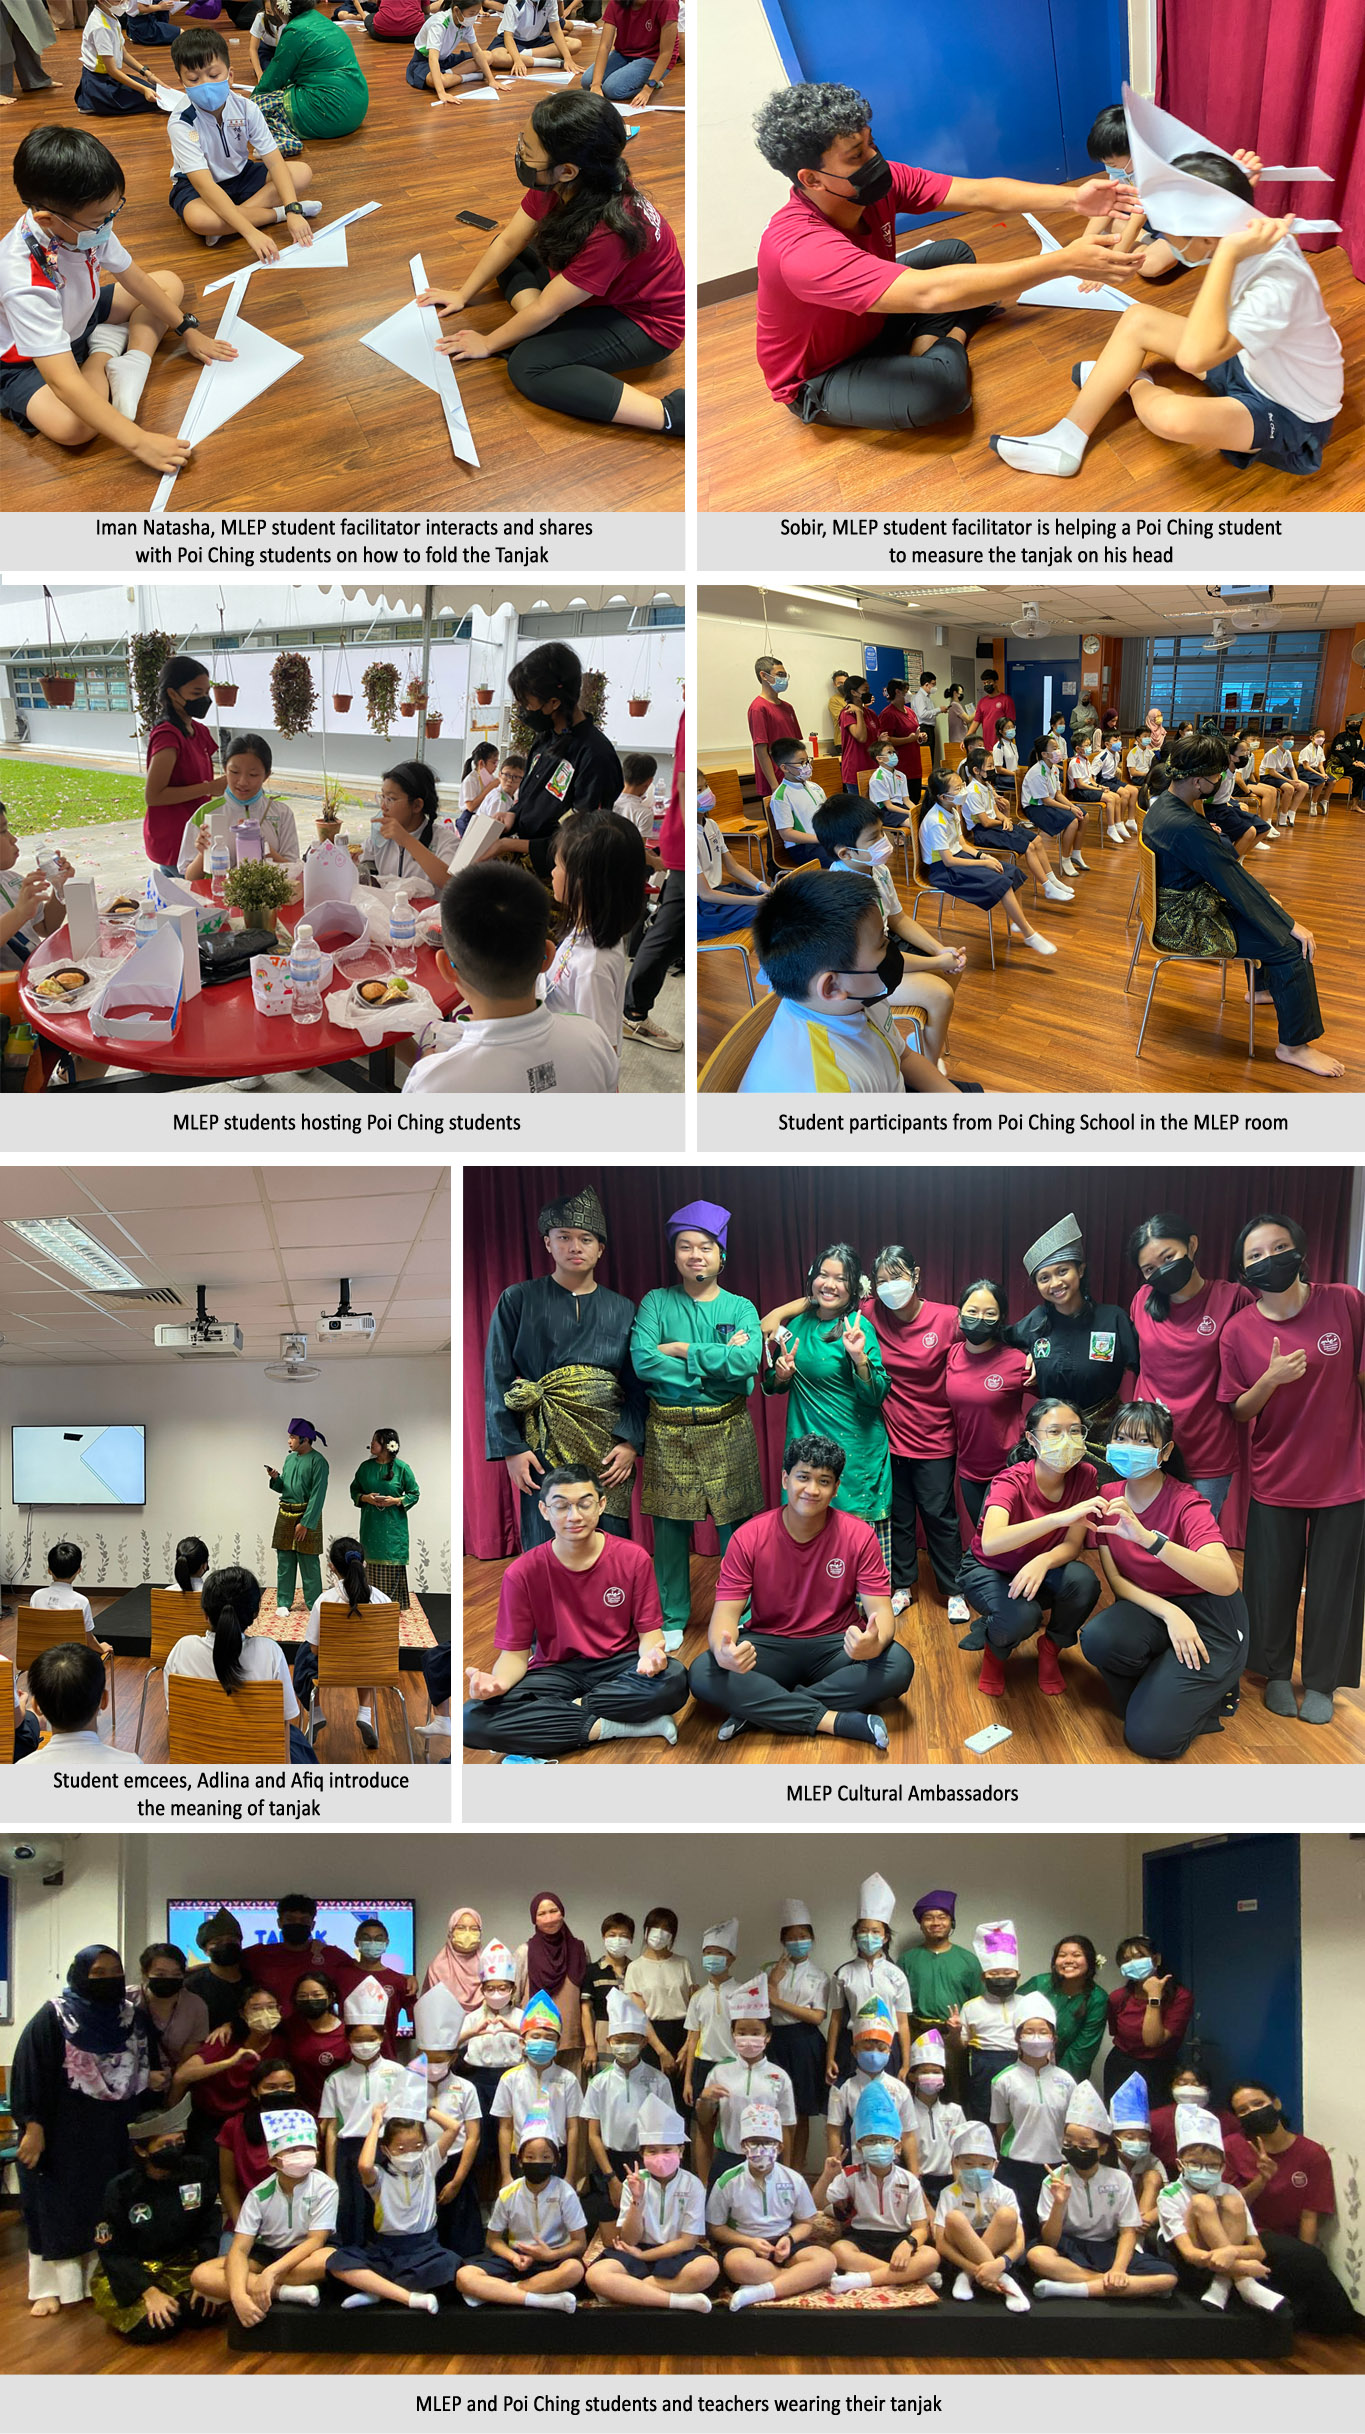 Iman Natasha, MLEP student facilitator interacts and shares
with Poi Ching students on how to fold the Tanjak
Sobir, MLEP student facilitator is helping a Poi Ching student
to measure the tanjak on his head
MLEP students hosting Poi Ching students
Student participants from Poi Ching School in the MLEP room
Student emcees, Adlina and Afiq introduce
the meaning of tanjak
MLEP Cultural Ambassadors
TANJAK
MLEP and Poi Ching students and teachers wearing their tanjak